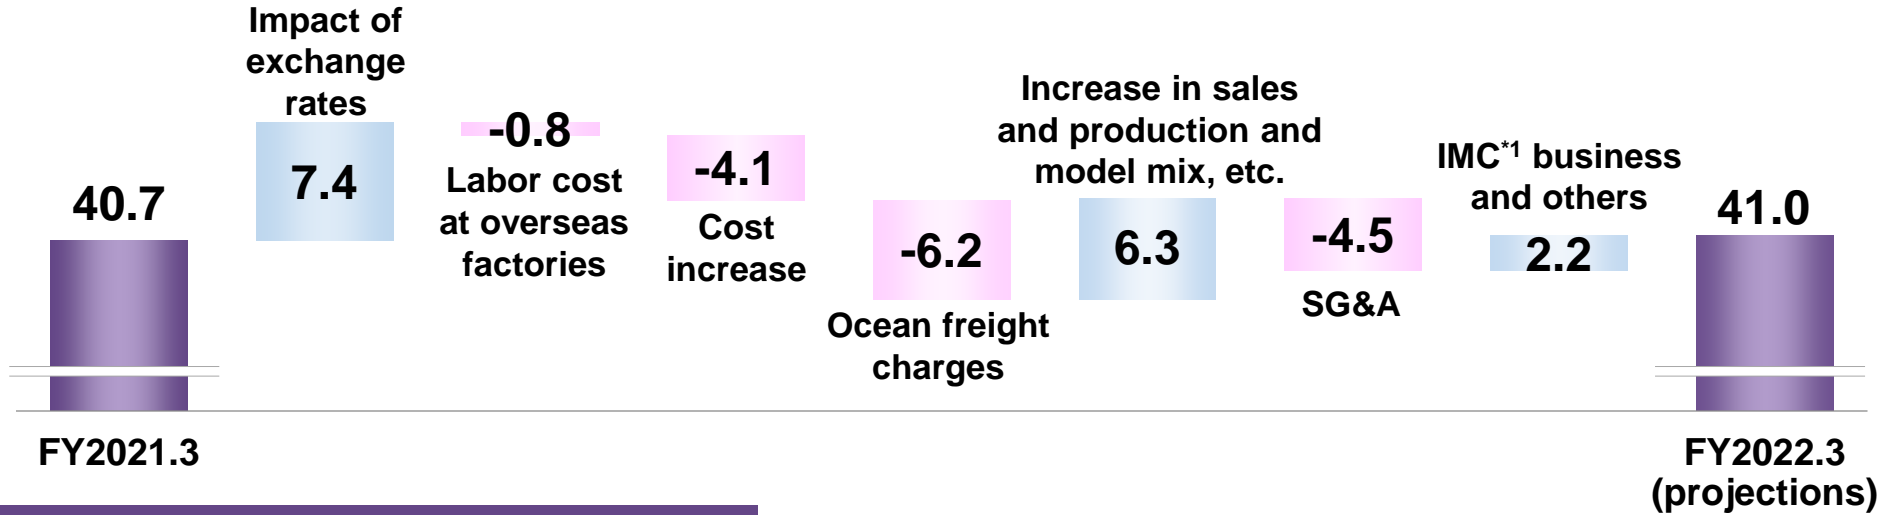 Impact of
exchange
rates
40.7
7.4
-0.8
Labor cost
at overseas
factories
-4.1
Cost
increase
-6.2
Ocean freight
charges
Increase in sales
and production and
model mix, etc.
6.3
-4.5
SG&A
IMC*1 business
and others
2.2
41.0
FY2021.3
FY2022.3
(projections)